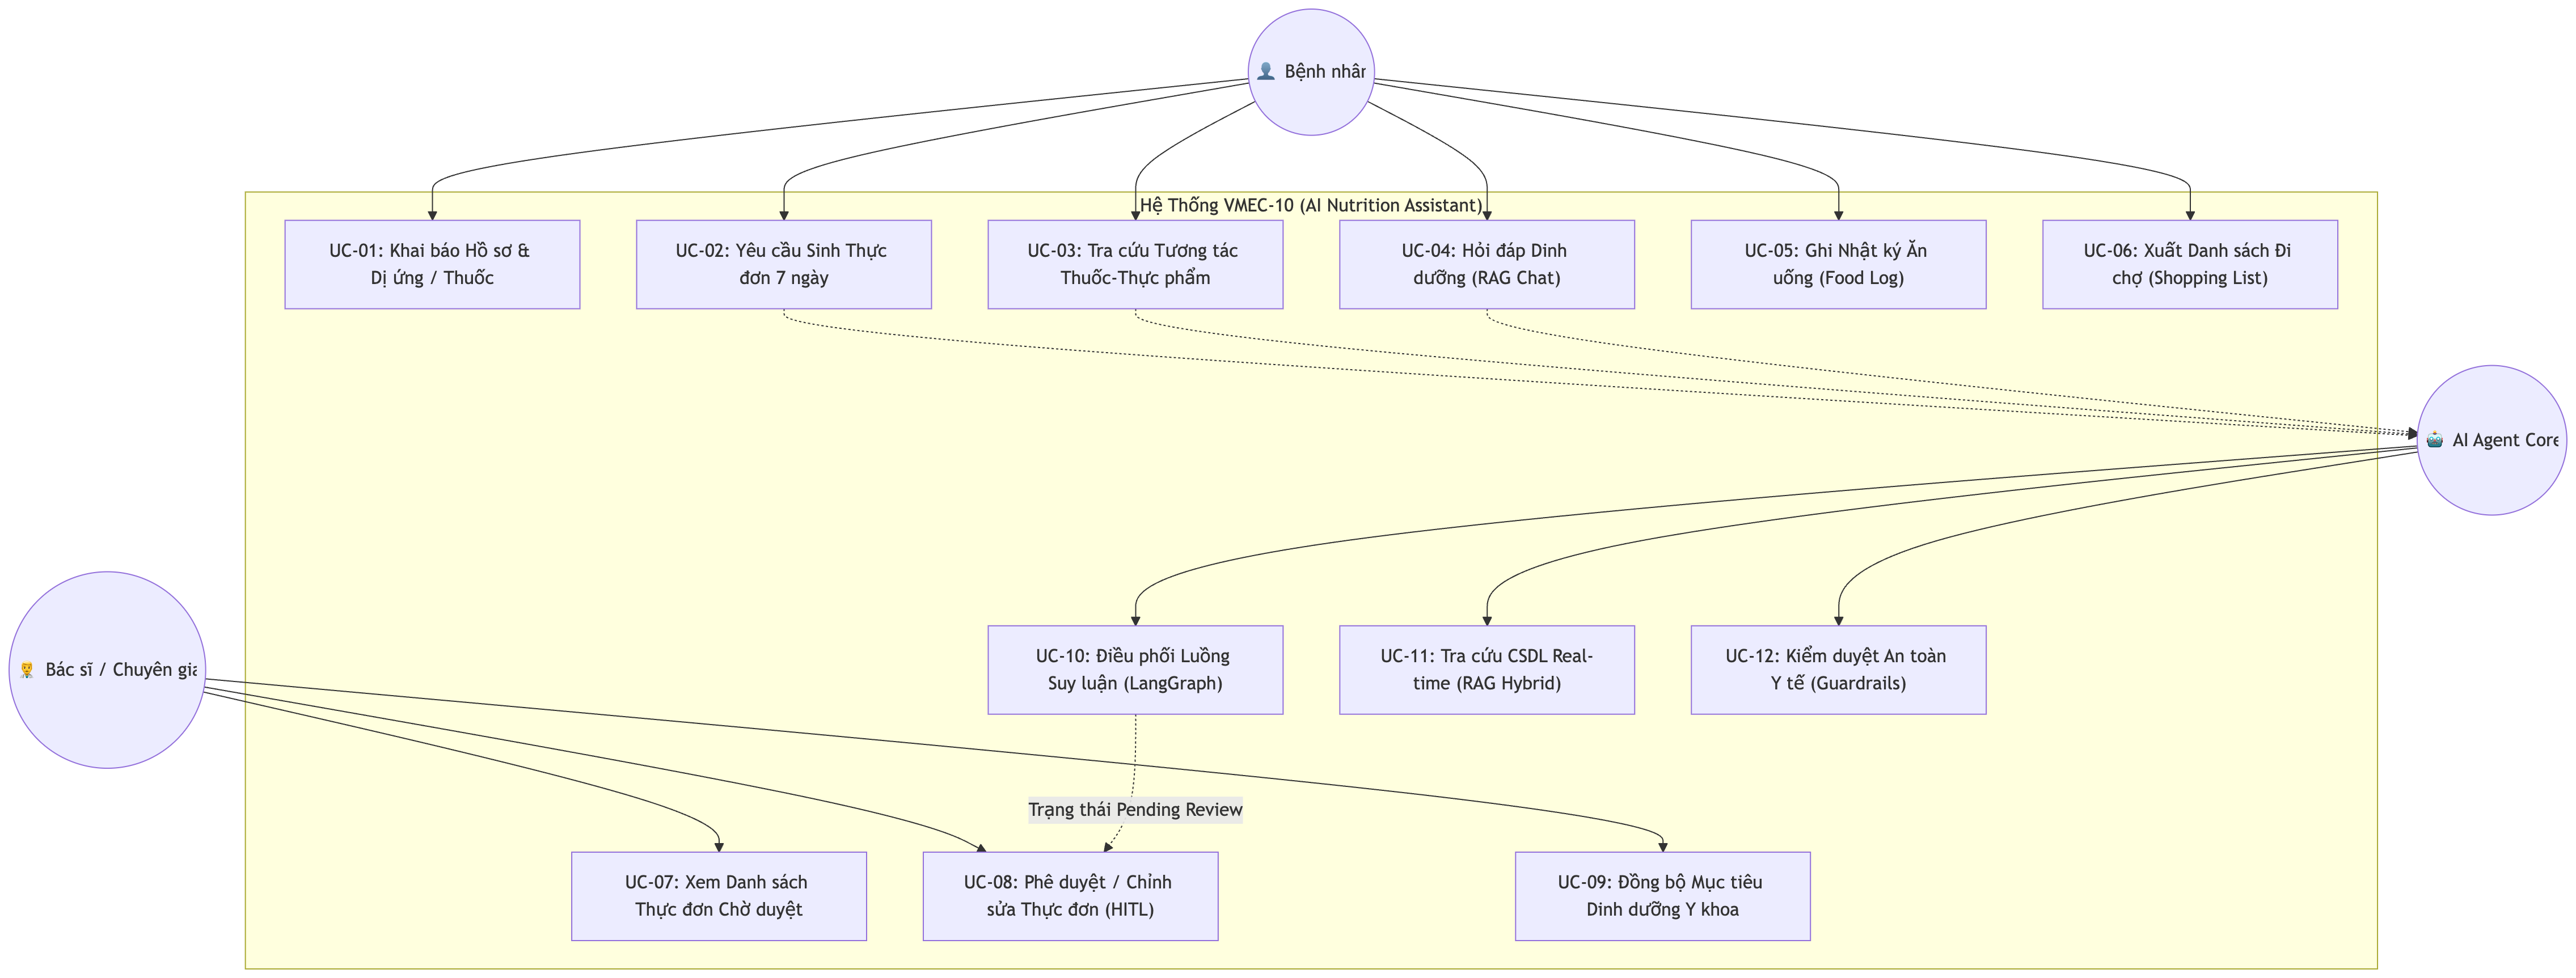 👤 Bệnh nhân
Hệ Thống VMEC-10 (AI Nutrition Assistant)
UC-01: Khai báo Hồ sơ &
Dị ứng / Thuốc
UC-02: Yêu cầu Sinh Thực
đơn 7 ngày
UC-03: Tra cứu Tương tác
Thuốc-Thực phẩm
UC-04: Hỏi đáp Dinh
dưỡng (RAG Chat)
UC-05: Ghi Nhật ký Ăn
uống (Food Log)
UC-06: Xuất Danh sách Đi
chợ (Shopping List)
🤖 AI Agent Core
UC-10: Điều phối Luồng
Suy luận (LangGraph)
UC-11: Tra cứu CSDL Real-
time (RAG Hybrid)
UC-12: Kiểm duyệt An toàn
Y tế (Guardrails)
👨‍⚕️ Bác sĩ / Chuyên gia
Trạng thái Pending Review
UC-07: Xem Danh sách
Thực đơn Chờ duyệt
UC-08: Phê duyệt / Chỉnh
sửa Thực đơn (HITL)
UC-09: Đồng bộ Mục tiêu
Dinh dưỡng Y khoa